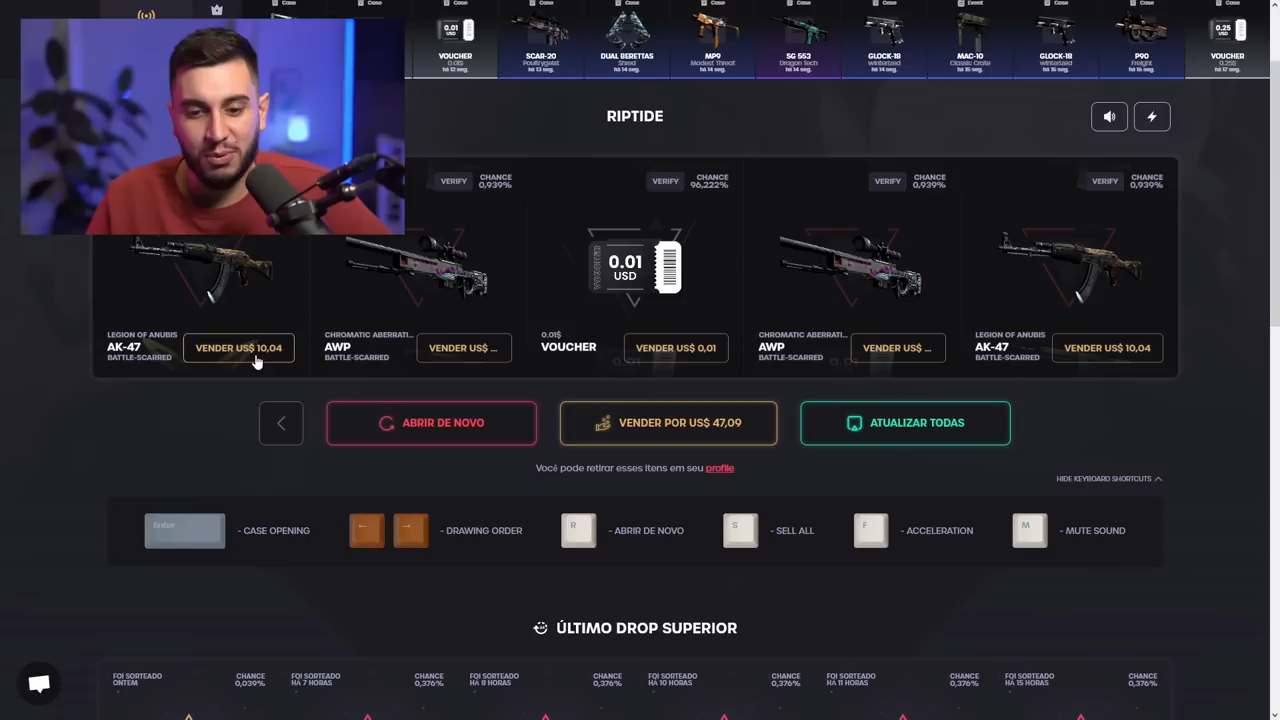 Case
Case
Case
Case
Case
Case
Case
Case
Event
Case
Case
Case
0.01
USD
VOUCHER
0.01$
há 12 seg.
SCAR-20
Poultrygeist
há 13 seg.
DUAL BERETTAS
Shred
há 14 seg.
MP9
Modest Threat
há 14 seg.
SG 553
Dragon Tech
há 14 seg.
GLOCK-18
winterized
há 14 seg.
MAC-10
Classic Crate
há 15 seg.
GLOCK-18
winterized
há 15 seg.
P90
Freight
há 16 seg.
0.25
USD
VOUCHER
0.25$
há 17 seg.
RIPTIDE
VERIFY
CHANCE
0,939%
VERIFY
CHANCE
96,222%
VERIFY
CHANCE
0,939%
VERIFY
CHANCE
0,939%
VOUCHER
0.01
USD
LEGION OF ANUBIS
AK-47
BATTLE-SCARRED
VENDER US$ 10,04
CHROMATIC ABERRATI...
AWP
BATTLE-SCARRED
VENDER US$ ...
0.01$
VOUCHER
VENDER US$ 0,01
CHROMATIC ABERRATI...
AWP
BATTLE-SCARRED
VENDER US$ ...
LEGION OF ANUBIS
AK-47
BATTLE-SCARRED
VENDER US$ 10,04
ABRIR DE NOVO
VENDER POR US$ 47,09
ATUALIZAR TODAS
Você pode retirar esses itens em seu profile
HIDE KEYBOARD SHORTCUTS
Enter
- CASE OPENING
← →
- DRAWING ORDER
R
- ABRIR DE NOVO
S
- SELL ALL
F
- ACCELERATION
M
- MUTE SOUND
ÚLTIMO DROP SUPERIOR
FOI SORTEADO
ONTEM
CHANCE
0,039%
FOI SORTEADO
HÁ 7 HORAS
CHANCE
0,376%
FOI SORTEADO
HÁ 8 HORAS
CHANCE
0,376%
FOI SORTEADO
HÁ 10 HORAS
CHANCE
0,376%
FOI SORTEADO
HÁ 11 HORAS
CHANCE
0,376%
FOI SORTEADO
HÁ 15 HORAS
CHANCE
0,376%